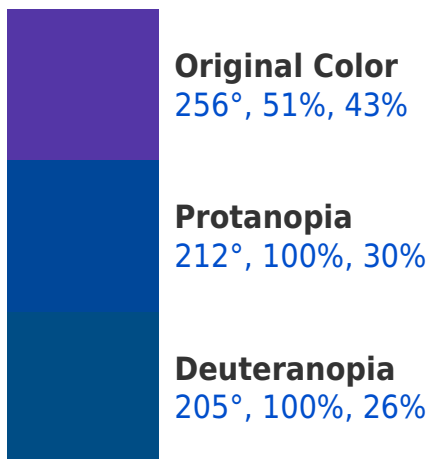 Original Color
256°, 51%, 43%
Protanopia
212°, 100%, 30%
Deuteranopia
205°, 100%, 26%